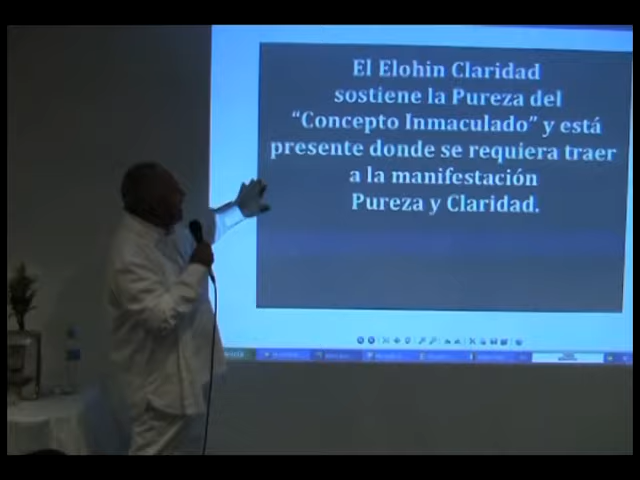 El Elohin Claridad
sostiene la Pureza del
“Concepto Inmaculado” y está
presente donde se requiera traer
a la manifestación
Pureza y Claridad.